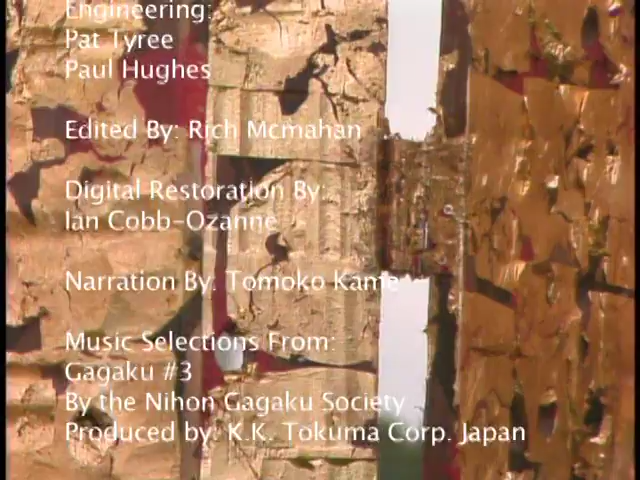 Engineering:
Pat Tyree
Paul Hughes
Edited By: Rich Mcmahan
Digital Restoration By:
Ian Cobb-Ozanne
Narration By: Tomoko Kame
Music Selections From:
Gagaku #3
By the Nihon Gagaku Society
Produced by: K.K. Tokuma Corp. Japan